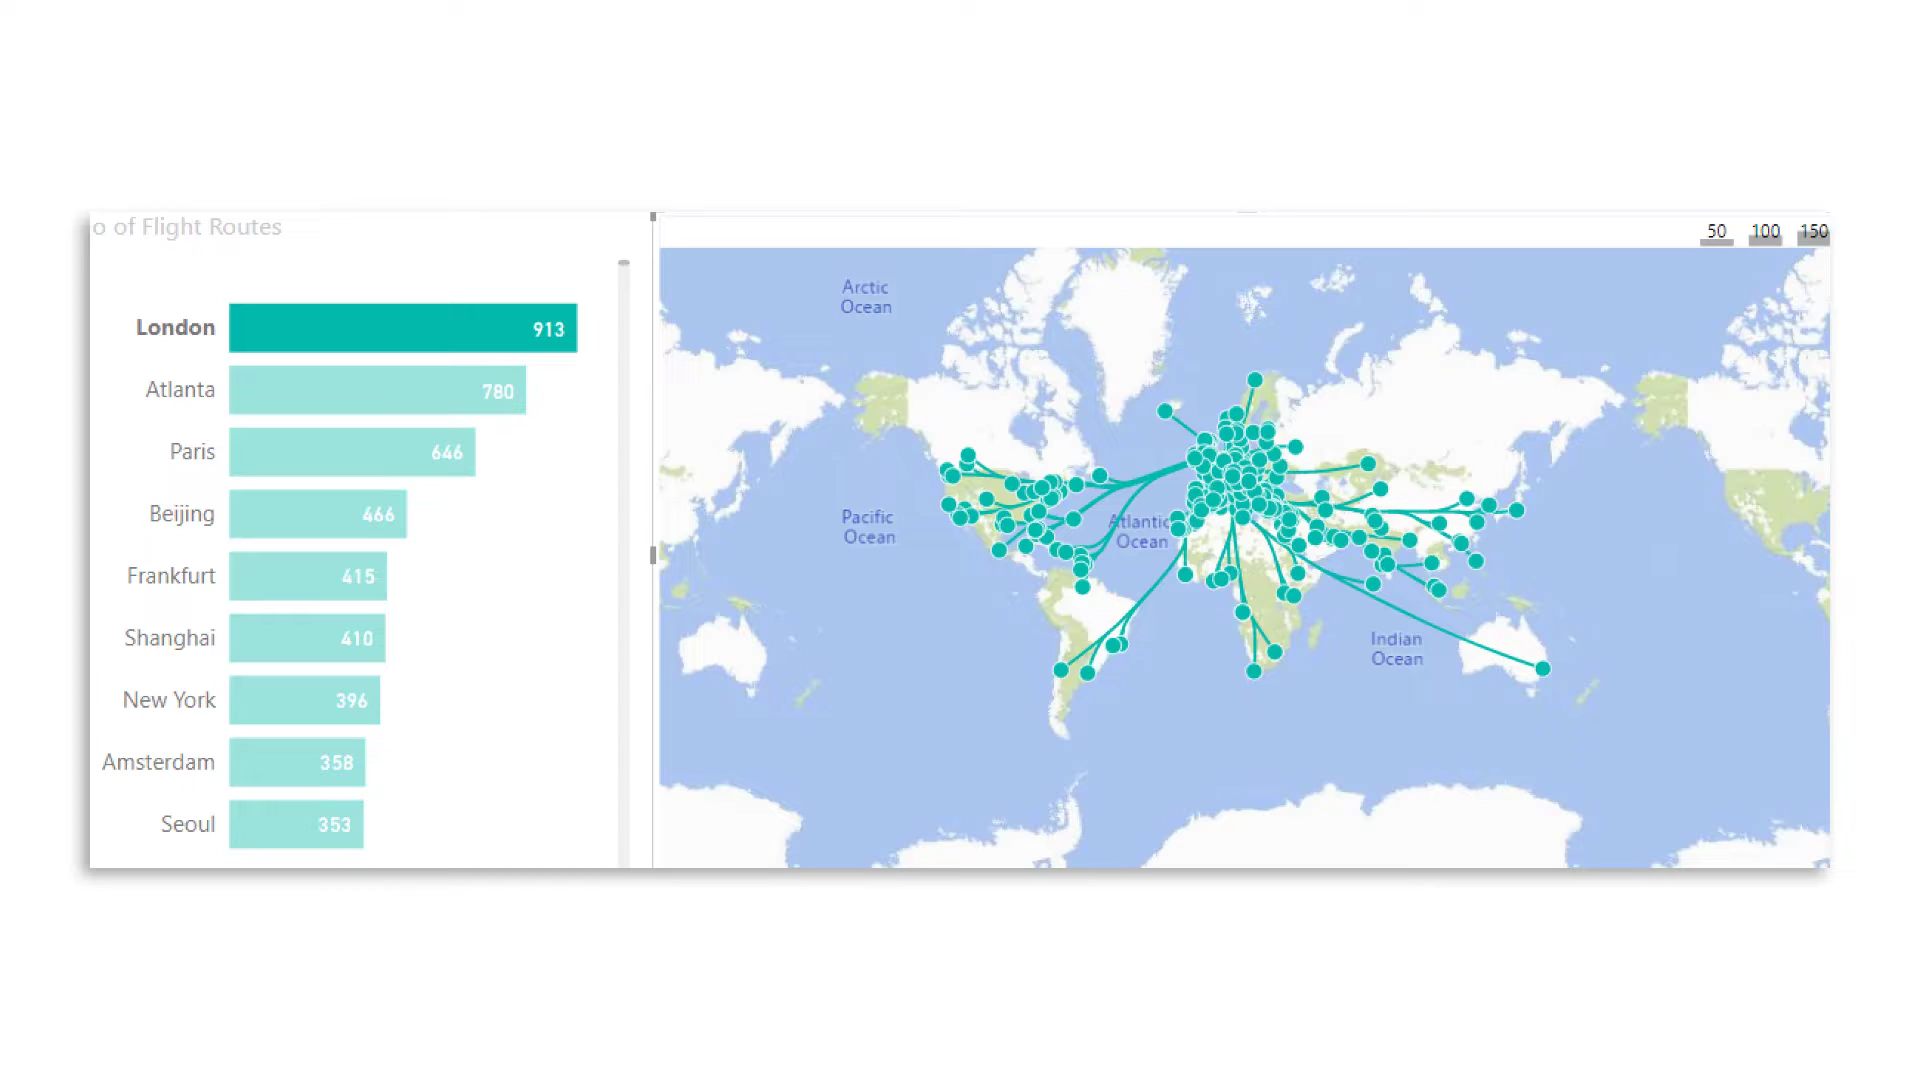 o of Flight Routes
London 913
Atlanta 780
Paris 646
Beijing 466
Frankfurt 415
Shanghai 410
New York 396
Amsterdam 358
Seoul 353
50 100 150
Arctic
Ocean
Pacific
Ocean
Atlantic
Ocean
Indian
Ocean